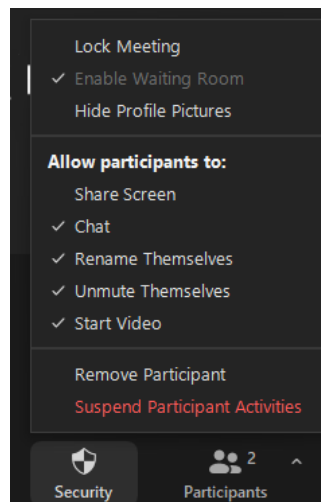 Lock Meeting
✓ Enable Waiting Room
Hide Profile Pictures
Allow participants to:
Share Screen
✓ Chat
✓ Rename Themselves
✓ Unmute Themselves
✓ Start Video
Remove Participant
Suspend Participant Activities
2
Security Participants